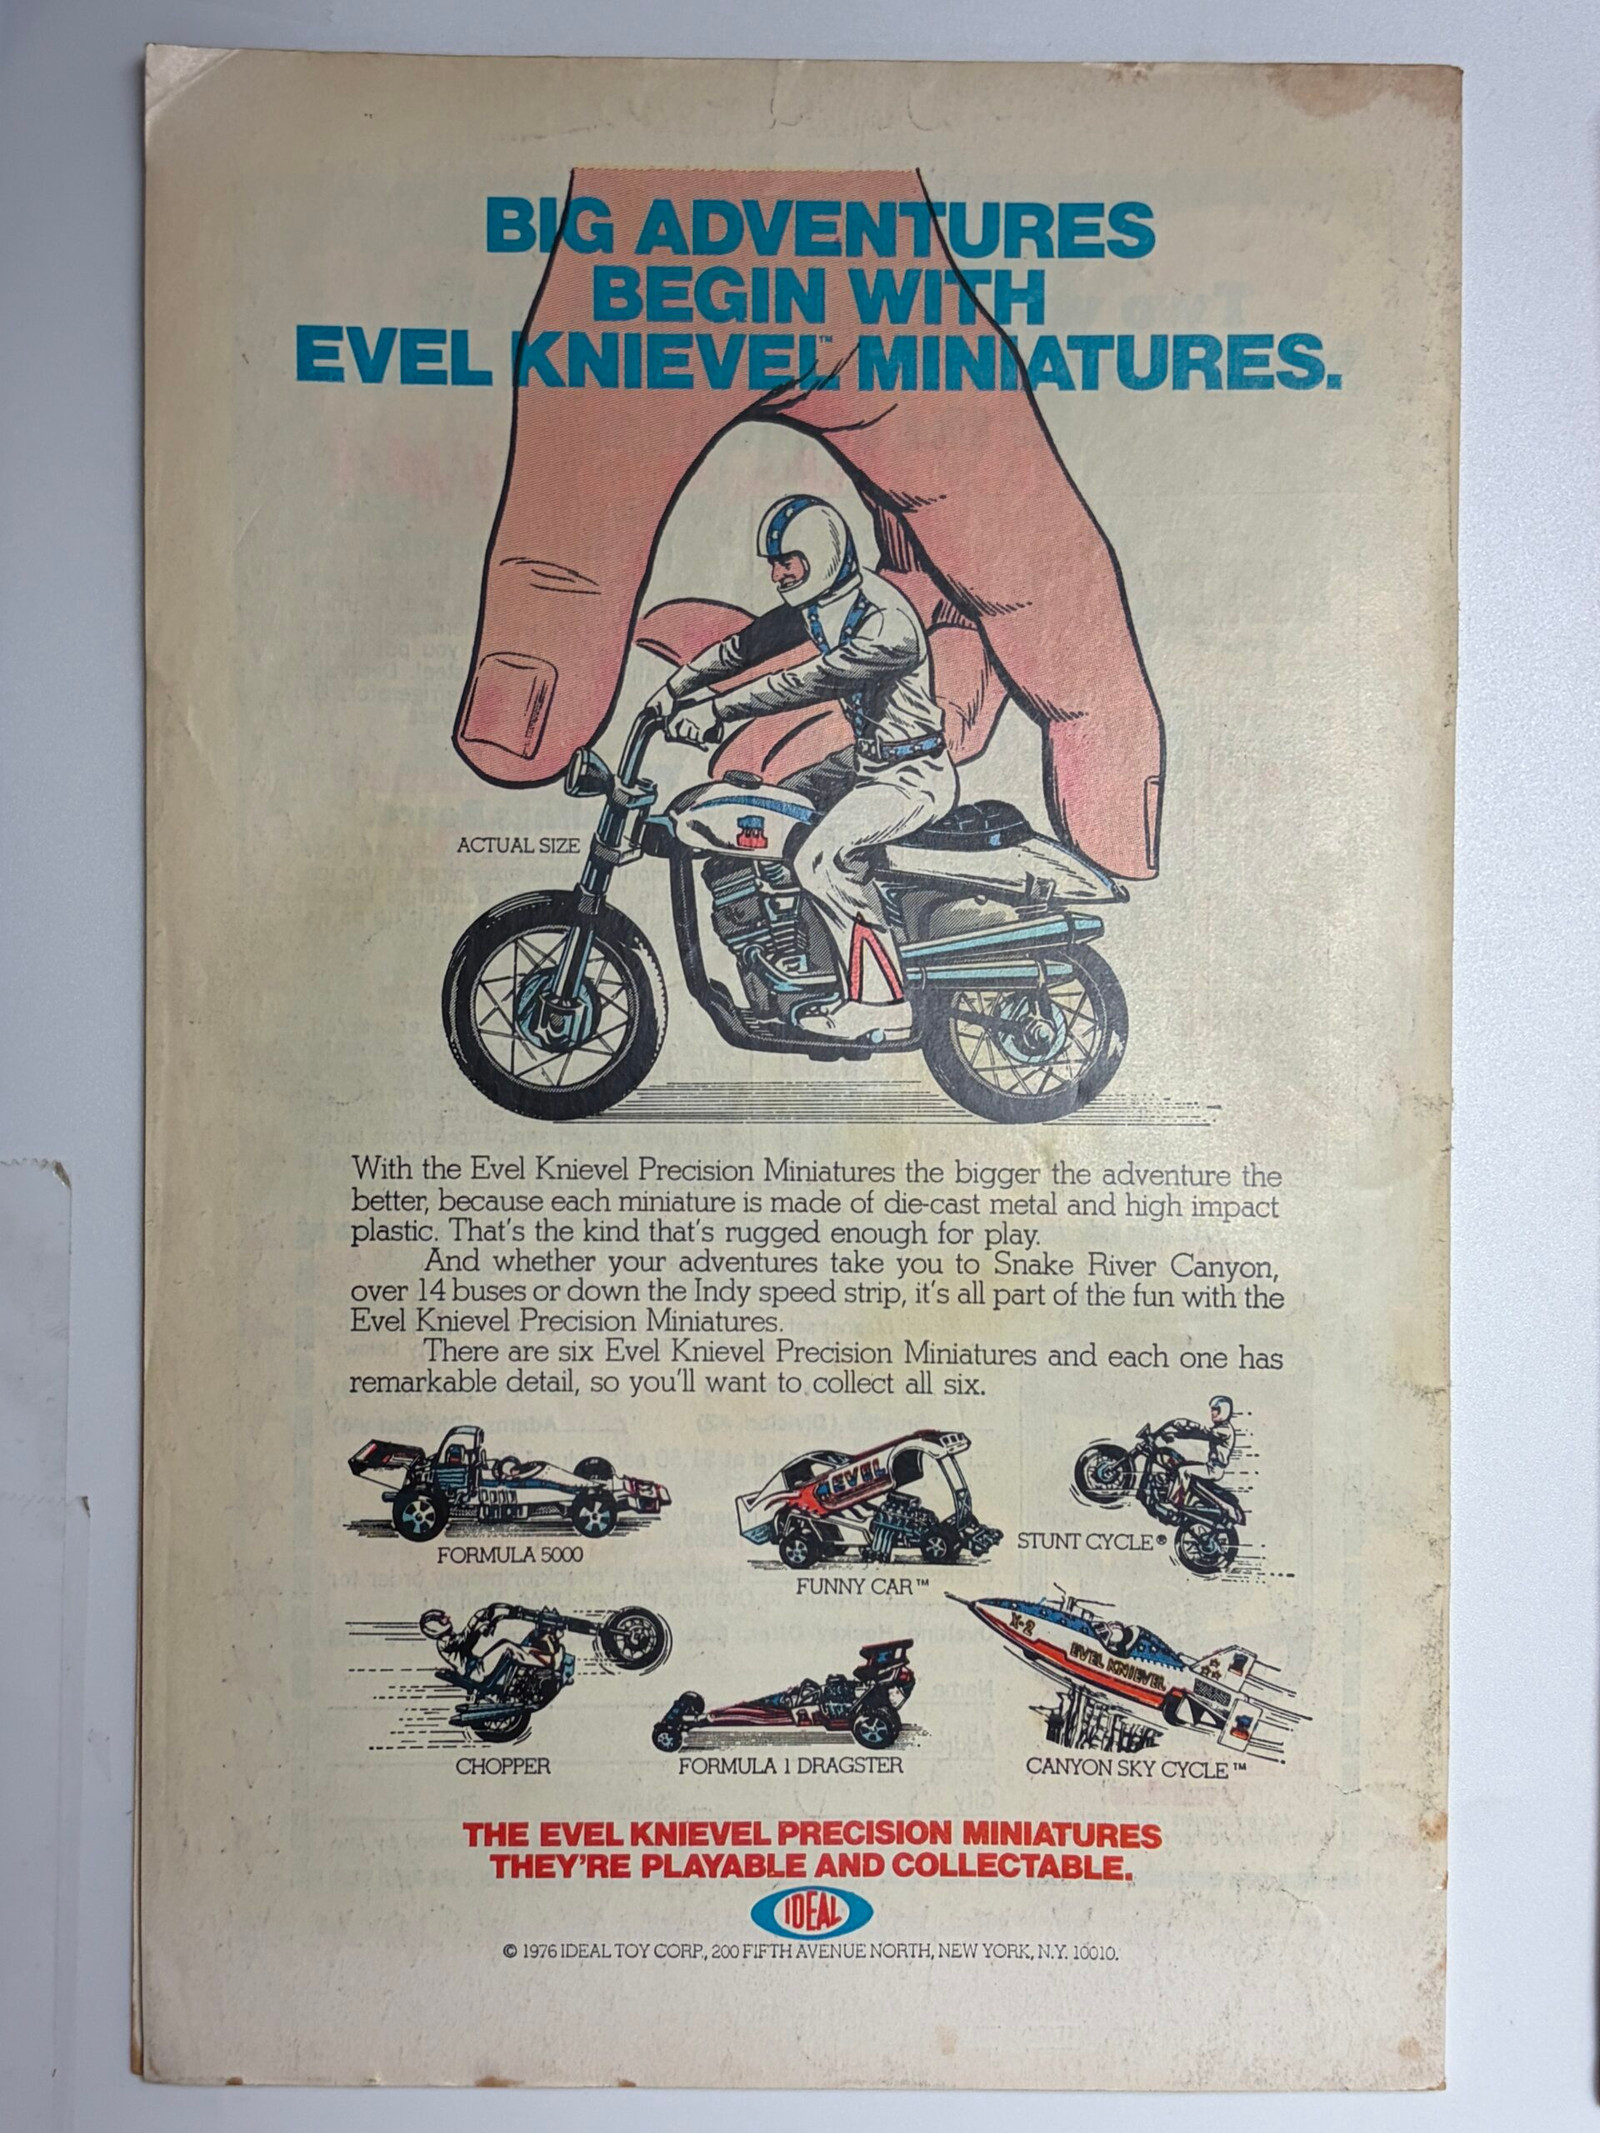 BIG ADVENTURES
BEGIN WITH
EVEL KNIEVEL™ MINIATURES.
ACTUAL SIZE
With the Evel Knievel Precision Miniatures the bigger the adventure the
better, because each miniature is made of die-cast metal and high impact
plastic. That's the kind that's rugged enough for play.
And whether your adventures take you to Snake River Canyon,
over 14 buses or down the Indy speed strip, it's all part of the fun with the
Evel Knievel Precision Miniatures.
There are six Evel Knievel Precision Miniatures and each one has
remarkable detail, so you'll want to collect all six.
EVEL
FORMULA 5000
FUNNY CAR™
STUNT CYCLE®
X-2
EVEL KNIEVEL
CHOPPER
FORMULA 1 DRAGSTER
CANYON SKY CYCLE™
THE EVEL KNIEVEL PRECISION MINIATURES
THEY'RE PLAYABLE AND COLLECTABLE.
IDEAL
© 1976 IDEAL TOY CORP., 200 FIFTH AVENUE NORTH, NEW YORK, N.Y. 10010.